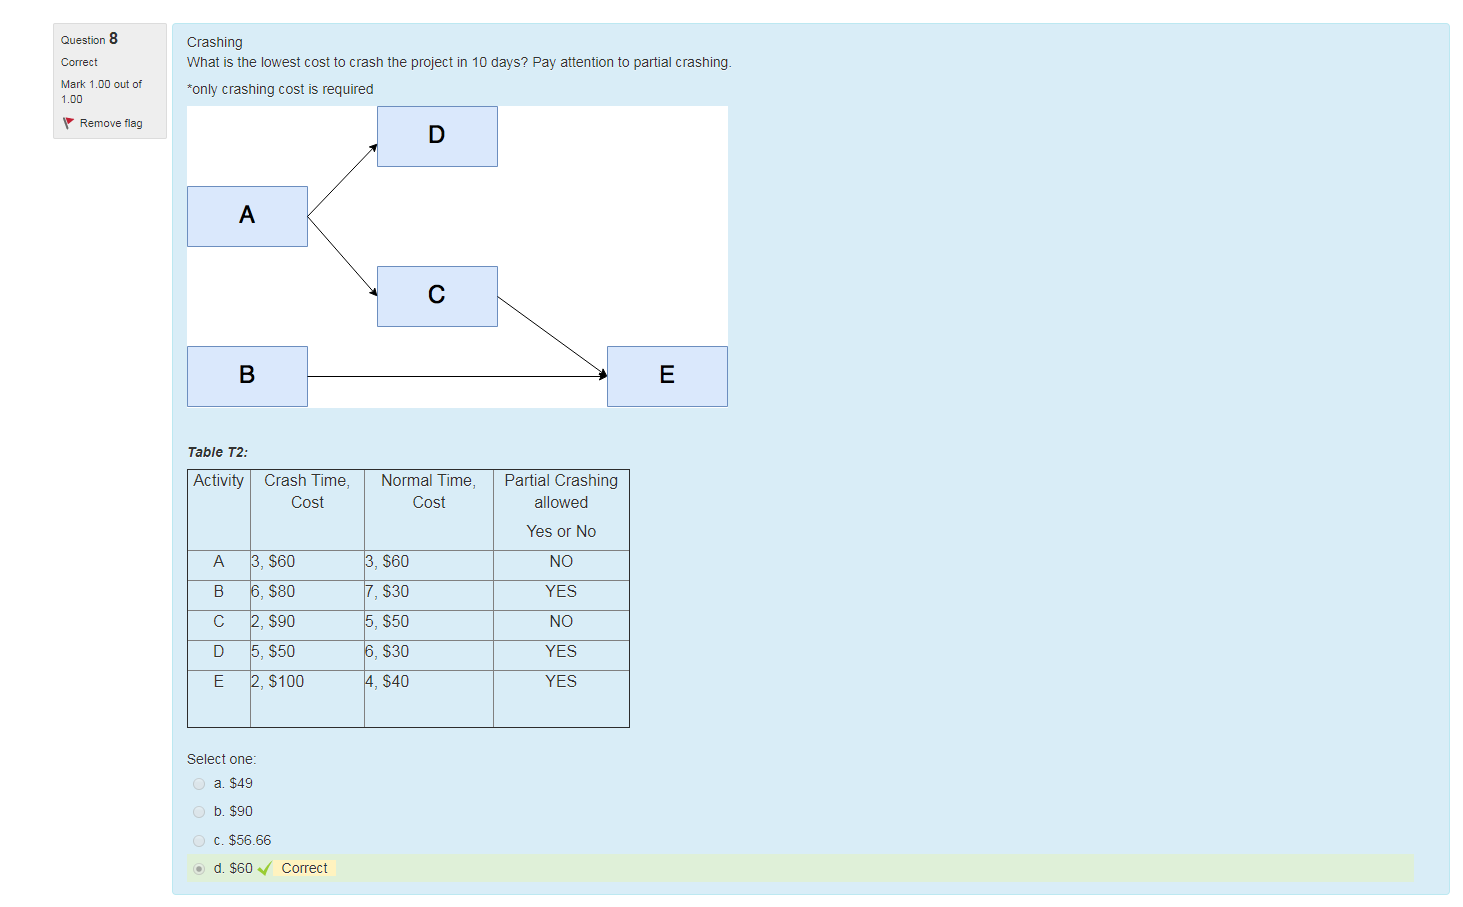 Question 8
Correct
Mark 1.00 out of
1.00
Remove flag
Crashing
What is the lowest cost to crash the project in 10 days? Pay attention to partial crashing.
*only crashing cost is required
D
A
C
B
E
Table T2:
Activity Crash Time, Normal Time, Partial Crashing
Cost Cost allowed
Yes or No
A 3, $60 3, $60 NO
B 6, $80 7, $30 YES
C 2, $90 5, $50 NO
D 5, $50 6, $30 YES
E 2, $100 4, $40 YES
Select one:
a. $49
b. $90
c. $56.66
d. $60 Correct